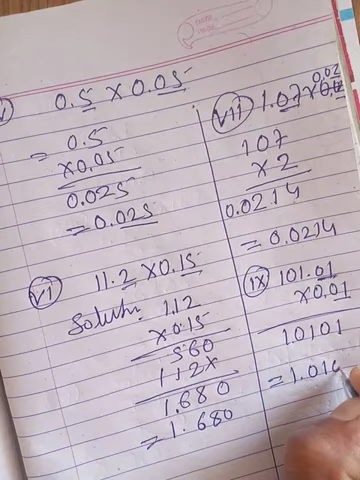 0.5 x 0.05
= 0.5
x 0.05
0.025
= 0.025
vi 11.2 x 0.15
Solution: 112
x 0.15
560
112x
1.680
= 1.680
vii 1.07 x 0.02
107
x 2
0.0214
= 0.0214
ix 101.01
x 0.01
1.0101
= 1.010